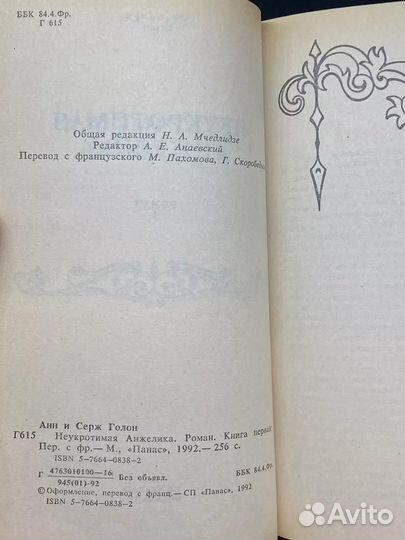 ББК 84.4.Фр.
Г 615
Общая редакция Н. А. Мчедлидзе
Редактор А. Е. Анаевский
Перевод с французского М. Пахомова, Г.
Анн и Серж Голон
Г615 Неукротимая Анжелика. Роман. Книга первая.
Пер. с фр.— М., «Панас», 1992.— 256 с.
ISBN 5-7664-0838-2
Г 4763010100—16
945(01)-92 Без объявл.
ББК 84.4.Фр.
© Оформление, перевод с франц.—СП «Панас», 1992
ISBN 5-7664-0838-2
Avito